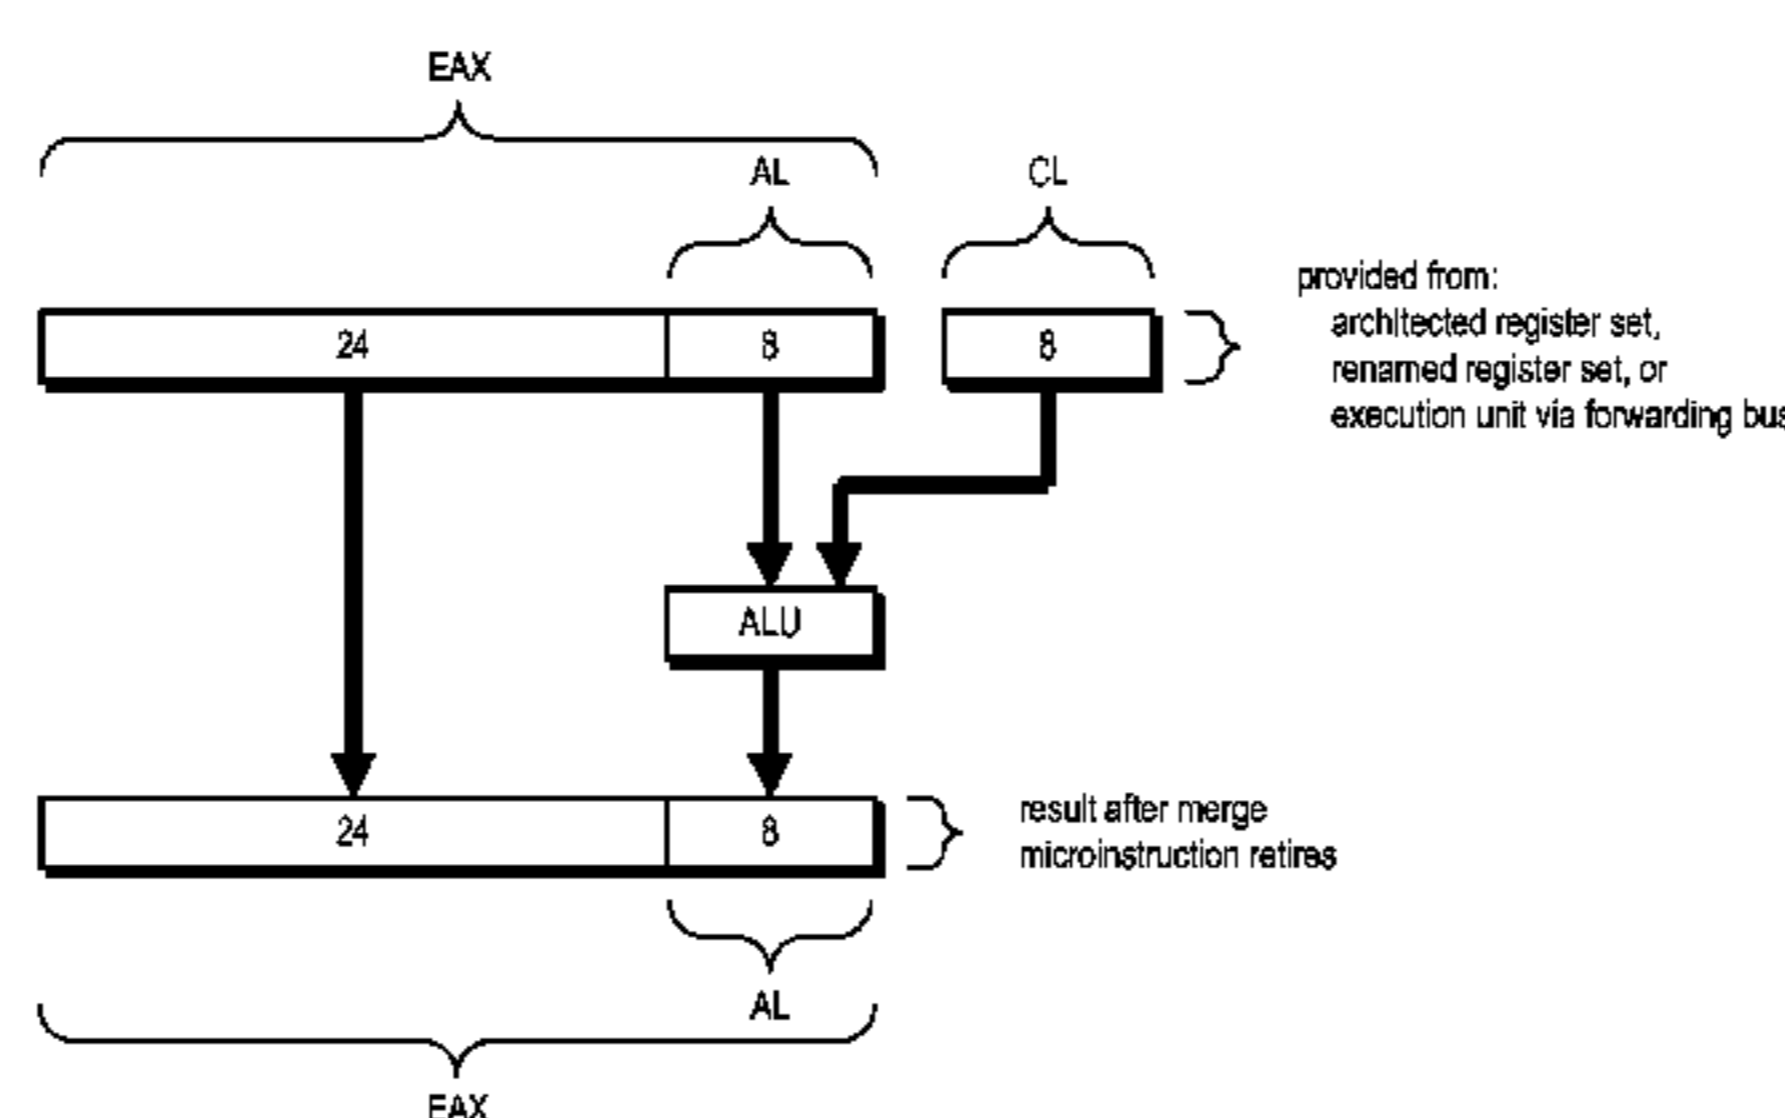 EAX
AL
CL
24
8
8
provided from:
architected register set,
renamed register set, or
execution unit via forwarding bus
ALU
24
8
result after merge
microinstruction retires
AL
EAX